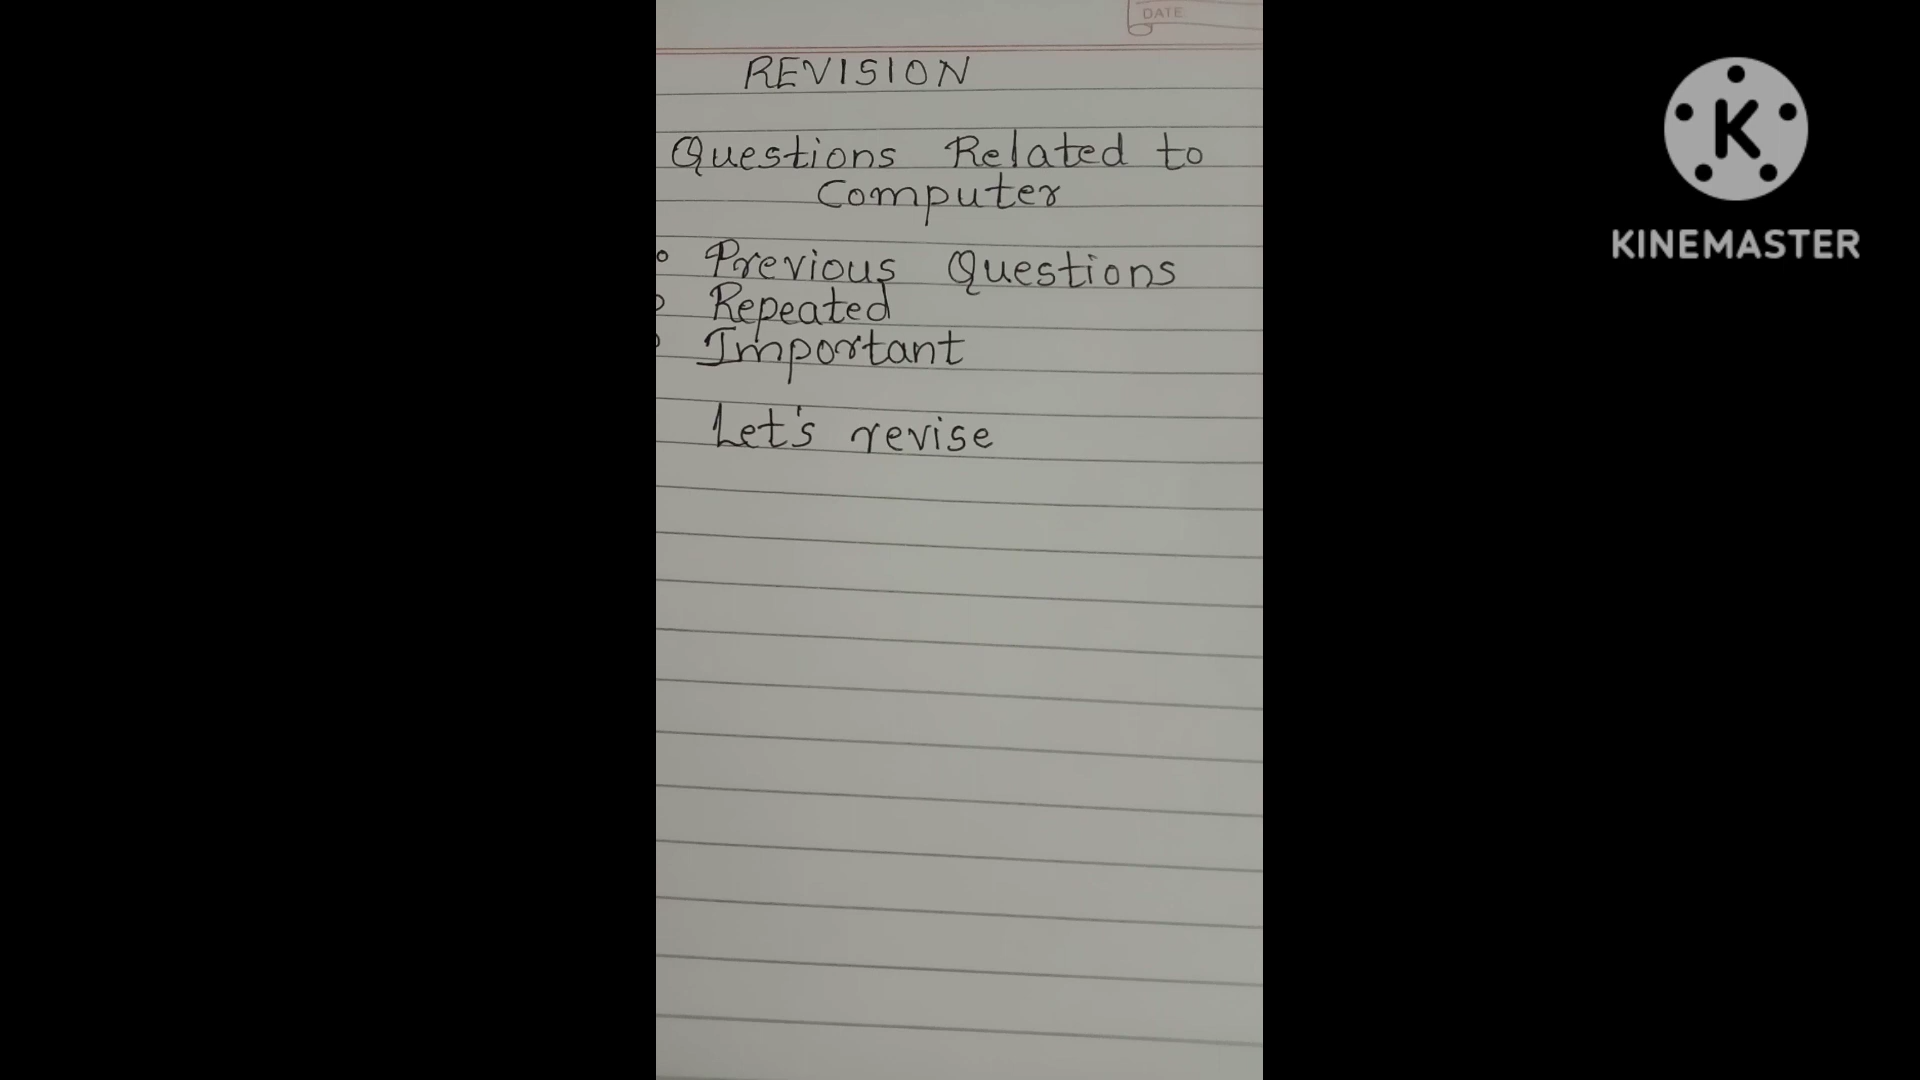 DATE
REVISION
Questions Related to
Computer
Previous Questions
Repeated
Important
Let's revise
KINEMASTER